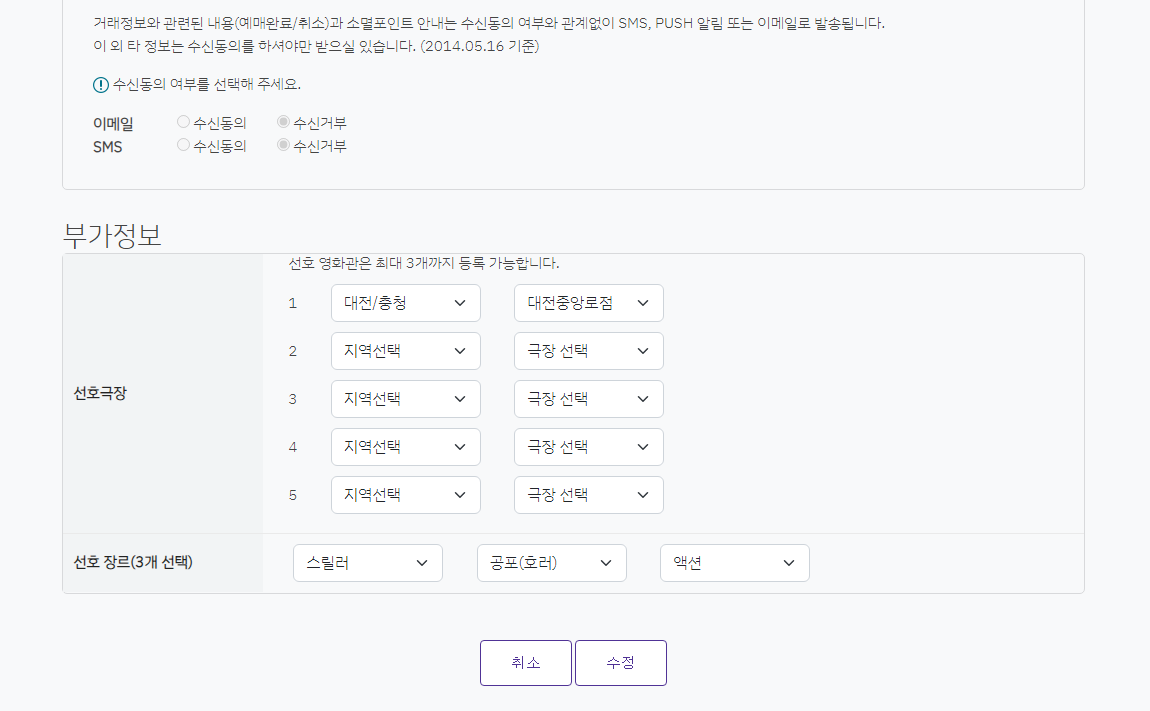 거래정보와 관련된 내용(예매완료/취소)과 소멸포인트 안내는 수신동의 여부와 관계없이 SMS, PUSH 알림 또는 이메일로 발송됩니다.
이 외 타 정보는 수신동의를 하셔야만 받으실 있습니다. (2014.05.16 기준)
수신동의 여부를 선택해 주세요.
이메일 수신동의 수신거부
SMS 수신동의 수신거부
부가정보
선호 영화관은 최대 3개까지 등록 가능합니다.
1 대전/충청 대전중앙로점
2 지역선택 극장 선택
선호극장
3 지역선택 극장 선택
4 지역선택 극장 선택
5 지역선택 극장 선택
선호 장르(3개 선택) 스릴러 공포(호러) 액션
취소 수정